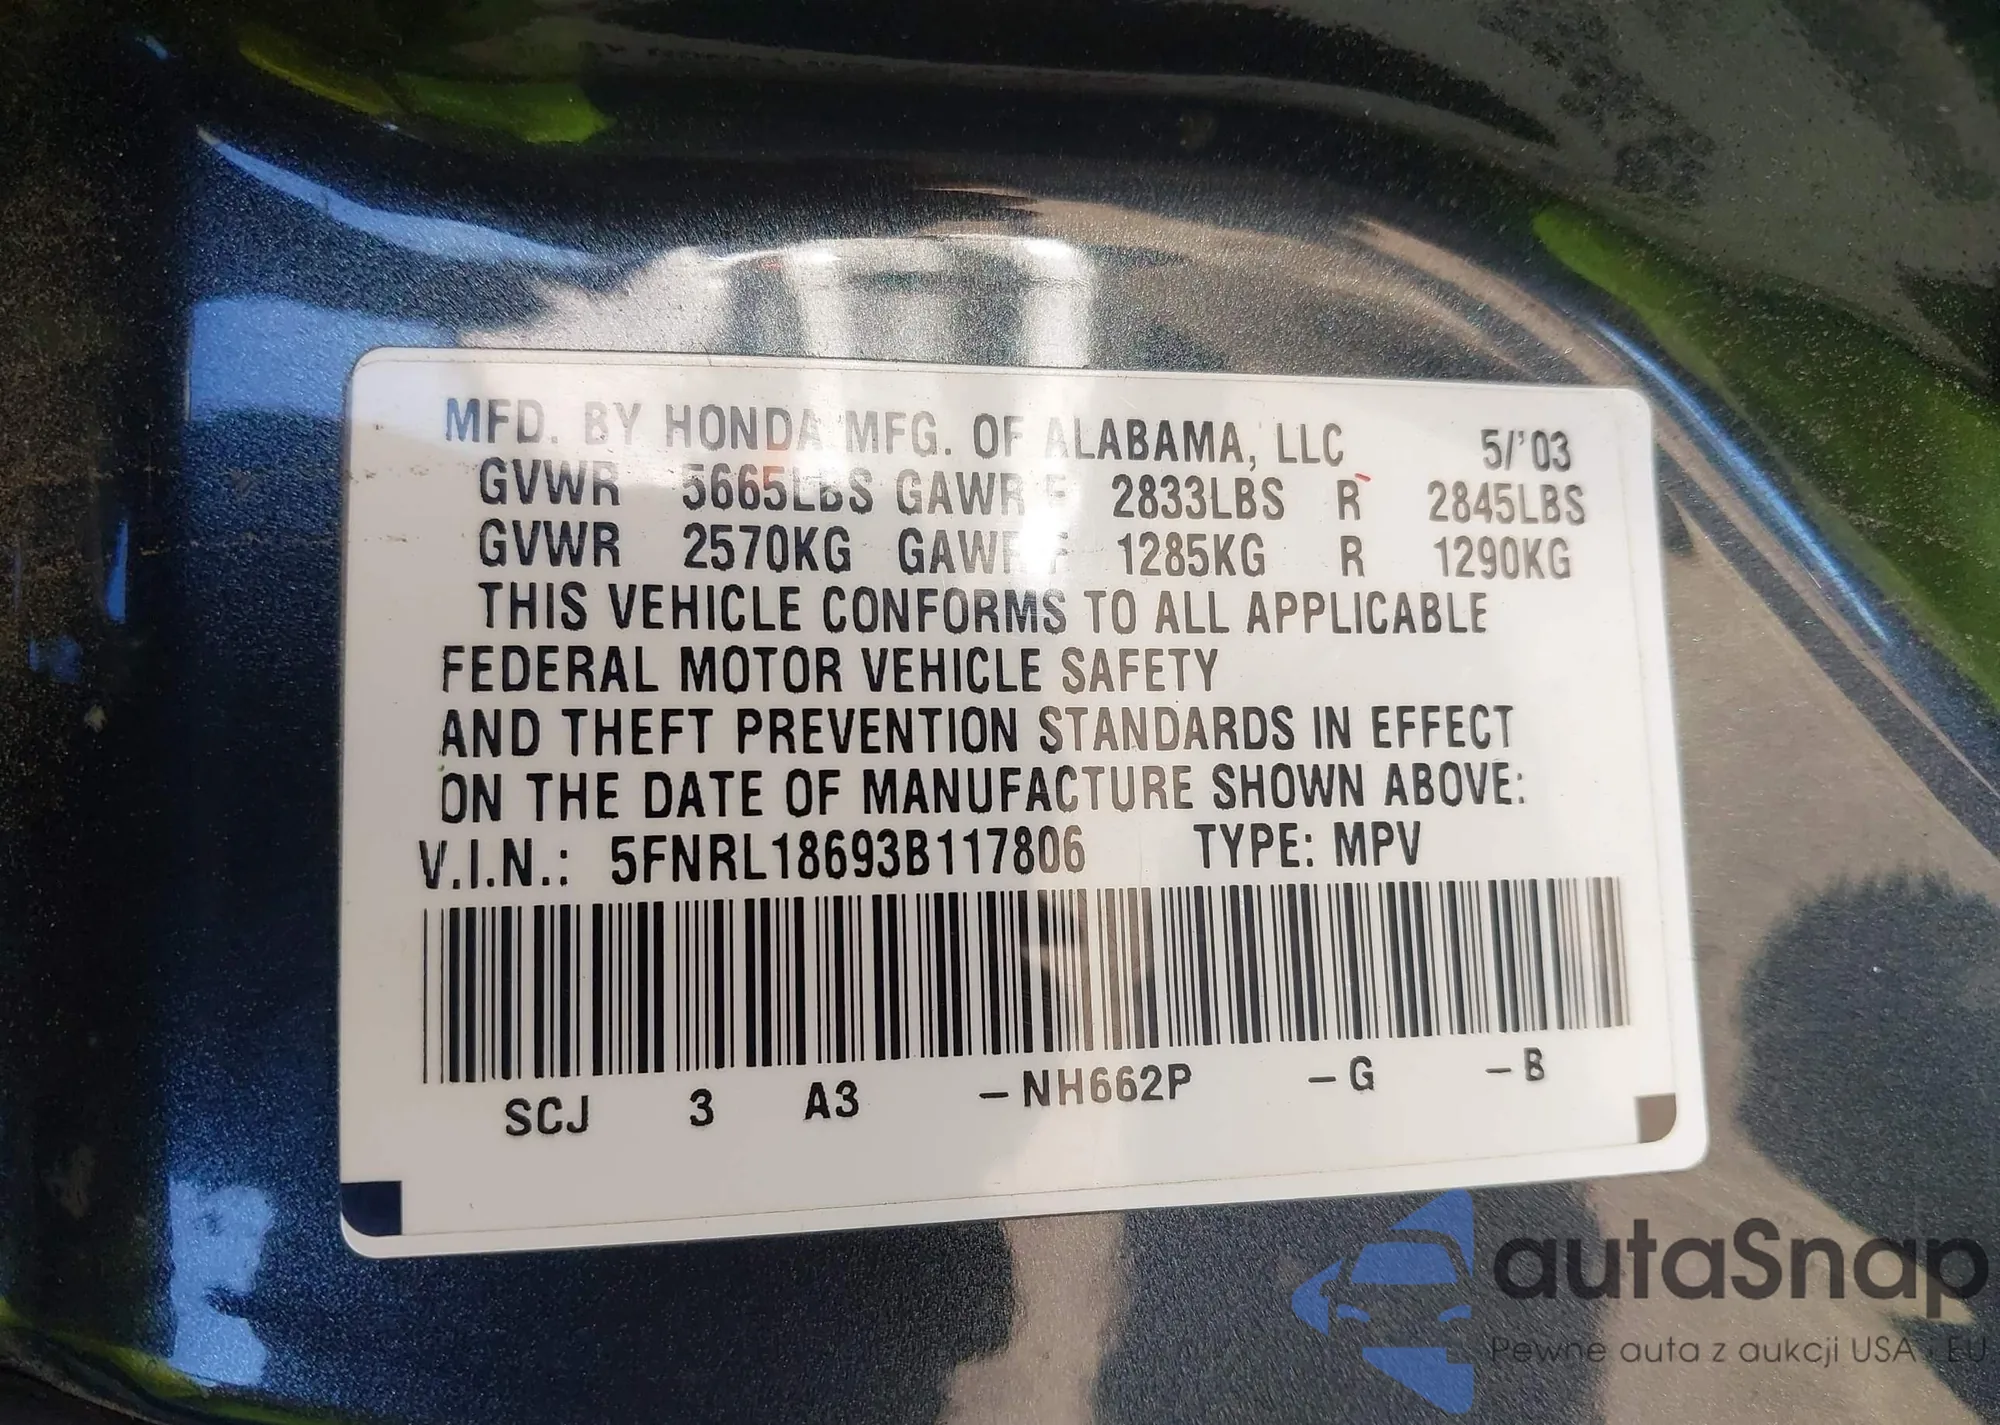 MFD. BY HONDA MFG. OF ALABAMA, LLC 5/'03
GVWR 5665LBS GAWR F 2833LBS R 2845LBS
GVWR 2570KG GAWR F 1285KG R 1290KG
THIS VEHICLE CONFORMS TO ALL APPLICABLE
FEDERAL MOTOR VEHICLE SAFETY
AND THEFT PREVENTION STANDARDS IN EFFECT
ON THE DATE OF MANUFACTURE SHOWN ABOVE:
V.I.N.: 5FNRL18693B117806 TYPE: MPV
SCJ 3 A3 -NH662P -G -B
autaSnap
Pewne auta z aukcji USA i EU